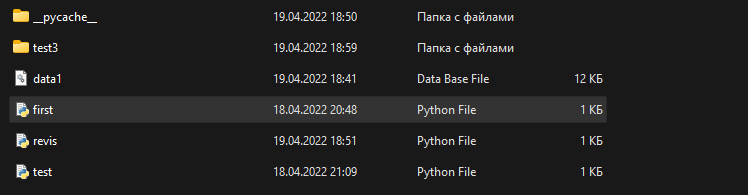 __pycache__ 19.04.2022 18:50 Папка с файлами
test3 19.04.2022 18:59 Папка с файлами
data1 19.04.2022 18:41 Data Base File 12 КБ
first 18.04.2022 20:48 Python File 1 КБ
revis 19.04.2022 18:51 Python File 1 КБ
test 18.04.2022 21:09 Python File 1 КБ